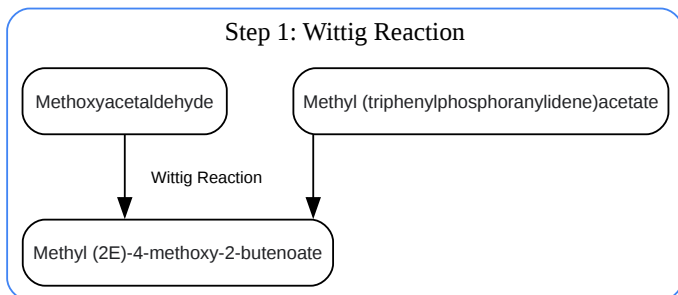 Step 1: Wittig Reaction
Methoxyacetaldehyde
Methyl (triphenylphosphoranylidene)acetate
Wittig Reaction
Methyl (2E)-4-methoxy-2-butenoate